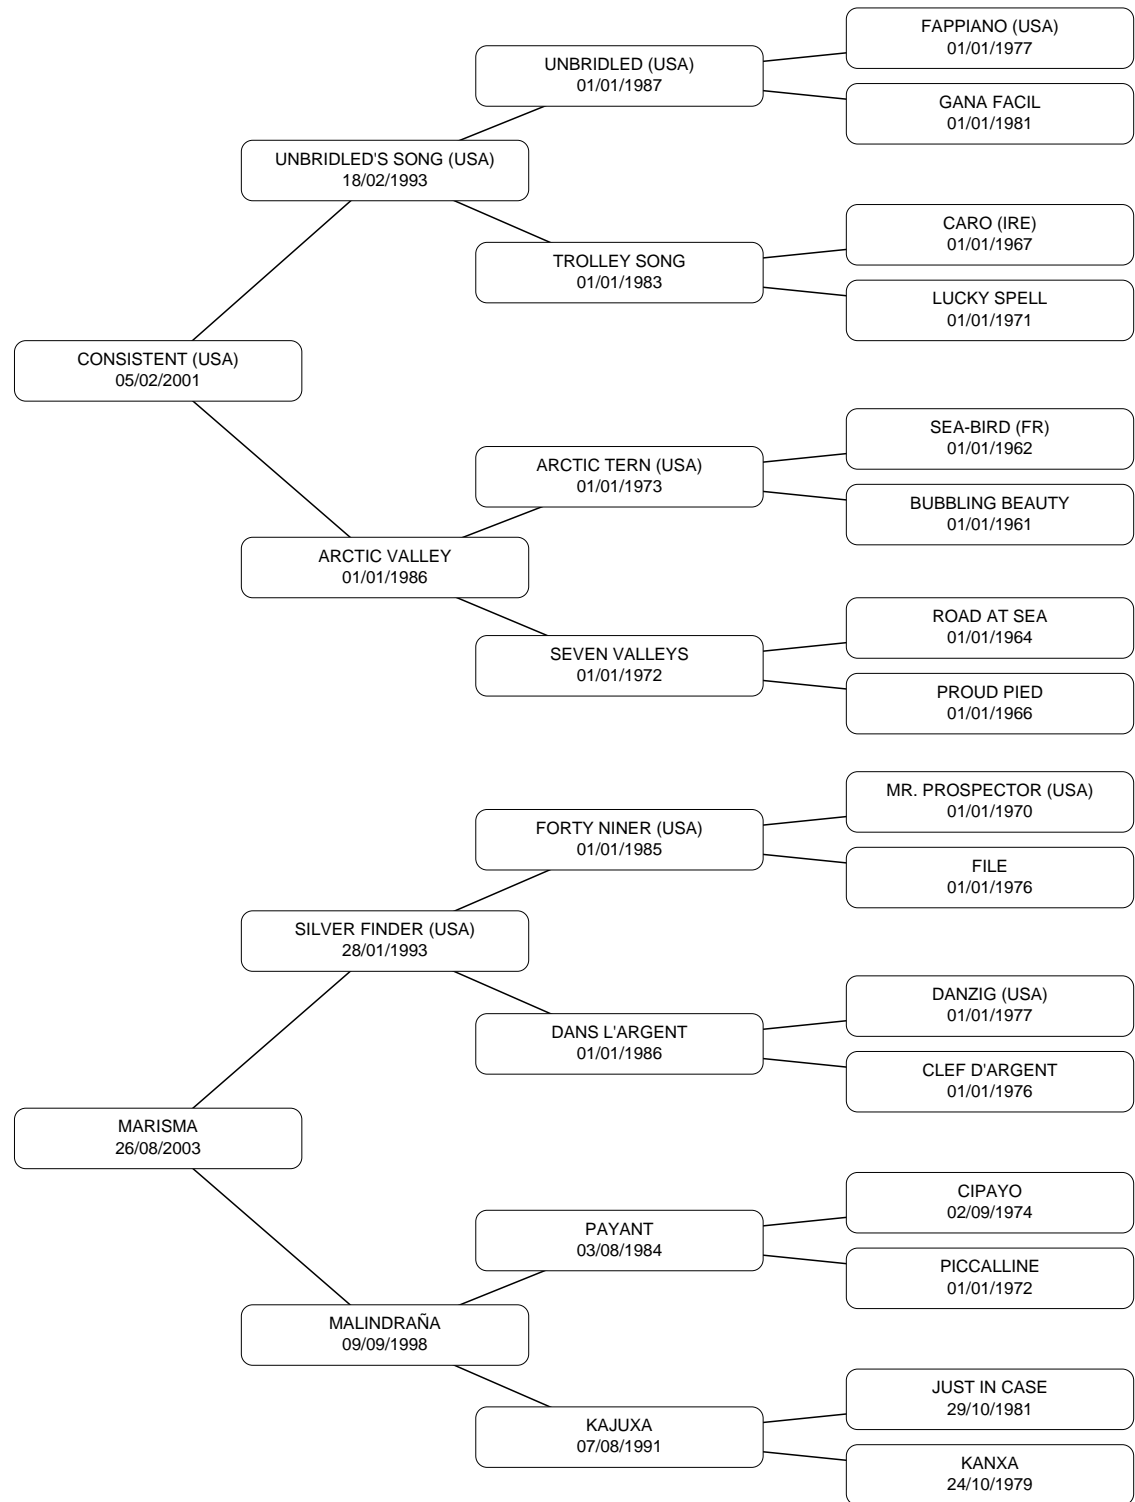 FAPPIANO (USA)
01/01/1977
UNBRIDLED (USA)
01/01/1987
GANA FACIL
01/01/1981
UNBRIDLED'S SONG (USA)
18/02/1993
CARO (IRE)
01/01/1967
TROLLEY SONG
01/01/1983
LUCKY SPELL
01/01/1971
CONSISTENT (USA)
05/02/2001
SEA-BIRD (FR)
01/01/1962
ARCTIC TERN (USA)
01/01/1973
BUBBLING BEAUTY
01/01/1961
ARCTIC VALLEY
01/01/1986
ROAD AT SEA
01/01/1964
SEVEN VALLEYS
01/01/1972
PROUD PIED
01/01/1966
MR. PROSPECTOR (USA)
01/01/1970
FORTY NINER (USA)
01/01/1985
FILE
01/01/1976
SILVER FINDER (USA)
28/01/1993
DANZIG (USA)
01/01/1977
DANS L'ARGENT
01/01/1986
CLEF D'ARGENT
01/01/1976
MARISMA
26/08/2003
CIPAYO
02/09/1974
PAYANT
03/08/1984
PICCALLINE
01/01/1972
MALINDRAÑA
09/09/1998
JUST IN CASE
29/10/1981
KAJUXA
07/08/1991
KANXA
24/10/1979